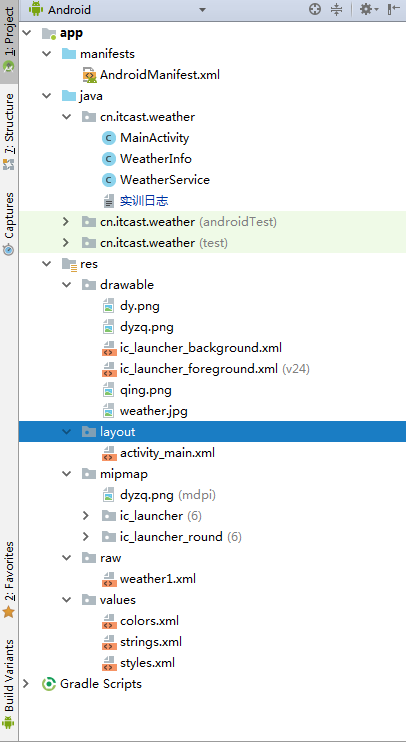 Android
app
manifests
AndroidManifest.xml
java
cn.itcast.weather
MainActivity
WeatherInfo
WeatherService
实训日志
cn.itcast.weather (androidTest)
cn.itcast.weather (test)
res
drawable
dy.png
dyzq.png
ic_launcher_background.xml
ic_launcher_foreground.xml (v24)
qing.png
weather.jpg
layout
activity_main.xml
mipmap
dyzq.png (mdpi)
ic_launcher (6)
ic_launcher_round (6)
raw
weather1.xml
values
colors.xml
strings.xml
styles.xml
Gradle Scripts
1: Project
7: Structure
Captures
2: Favorites
Build Variants